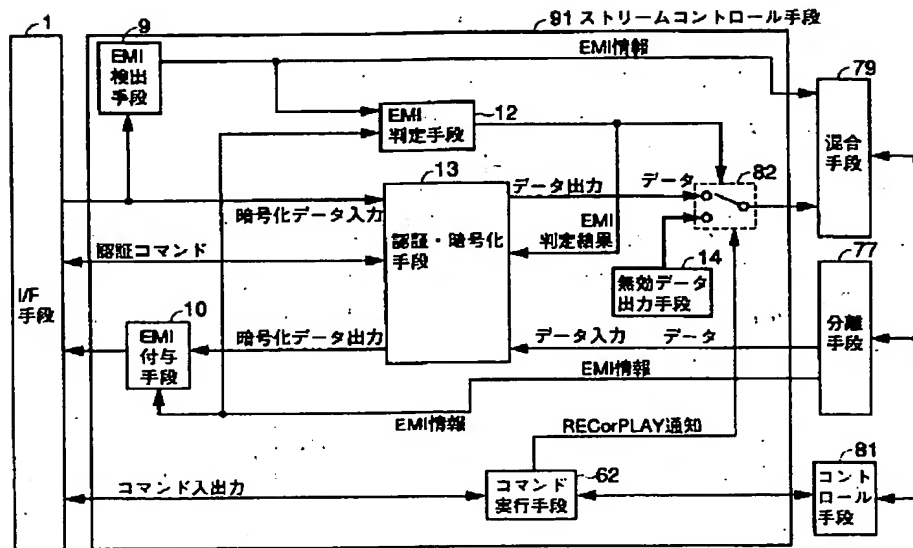 1
91 ストリームコントロール手段
9
EMI
検出
手段
EMI情報
79
混合
手段
EMI
判定手段
12
13
データ出力
データ
82
暗号化データ入力
EMI
判定結果
認証コマンド
認証・暗号化
手段
14
無効データ
出力手段
77
分離
手段
I/F
手段
10
EMI
付与
手段
暗号化データ出力
データ入力
データ
EMI情報
EMI情報
RECorPLAY通知
コマンド入出力
コマンド
実行手段
62
81
コント
ロール
手段